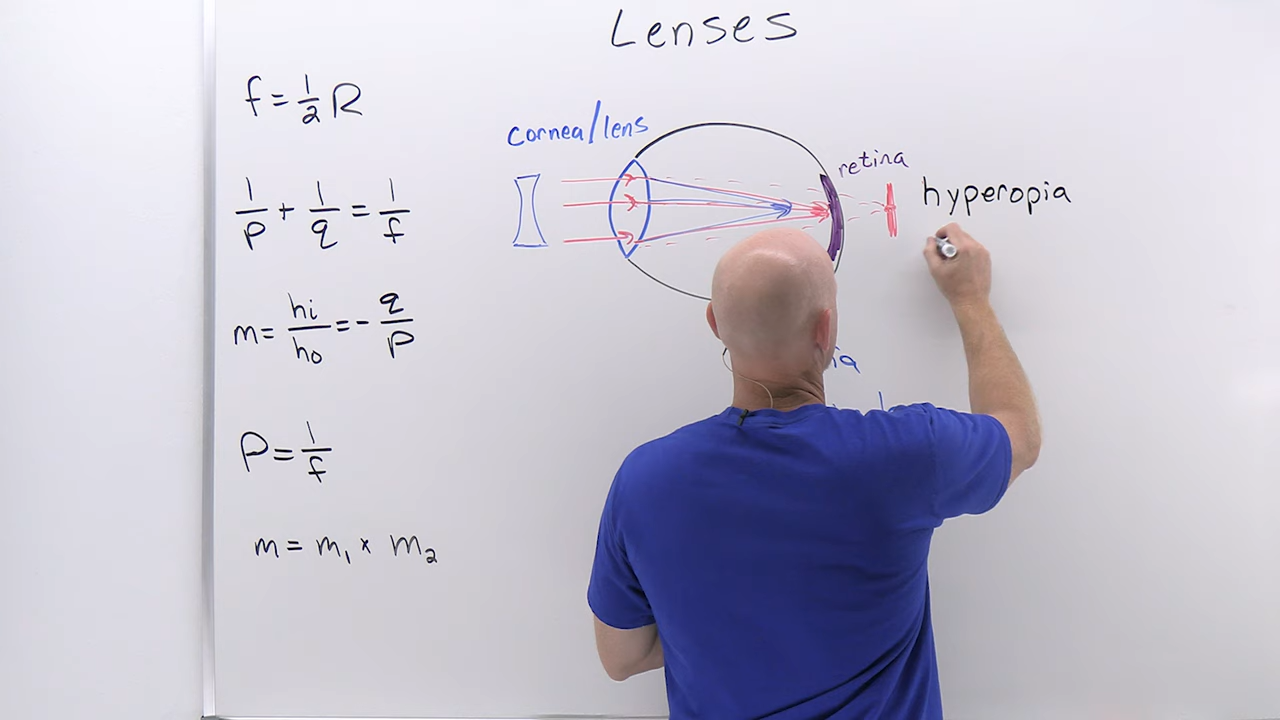 Lenses
f = 1/2 R
1/p + 1/q = 1/f
m = hi/ho = - q/p
P = 1/f
m = m₁ × m₂
cornea/lens
retina
hyperopia